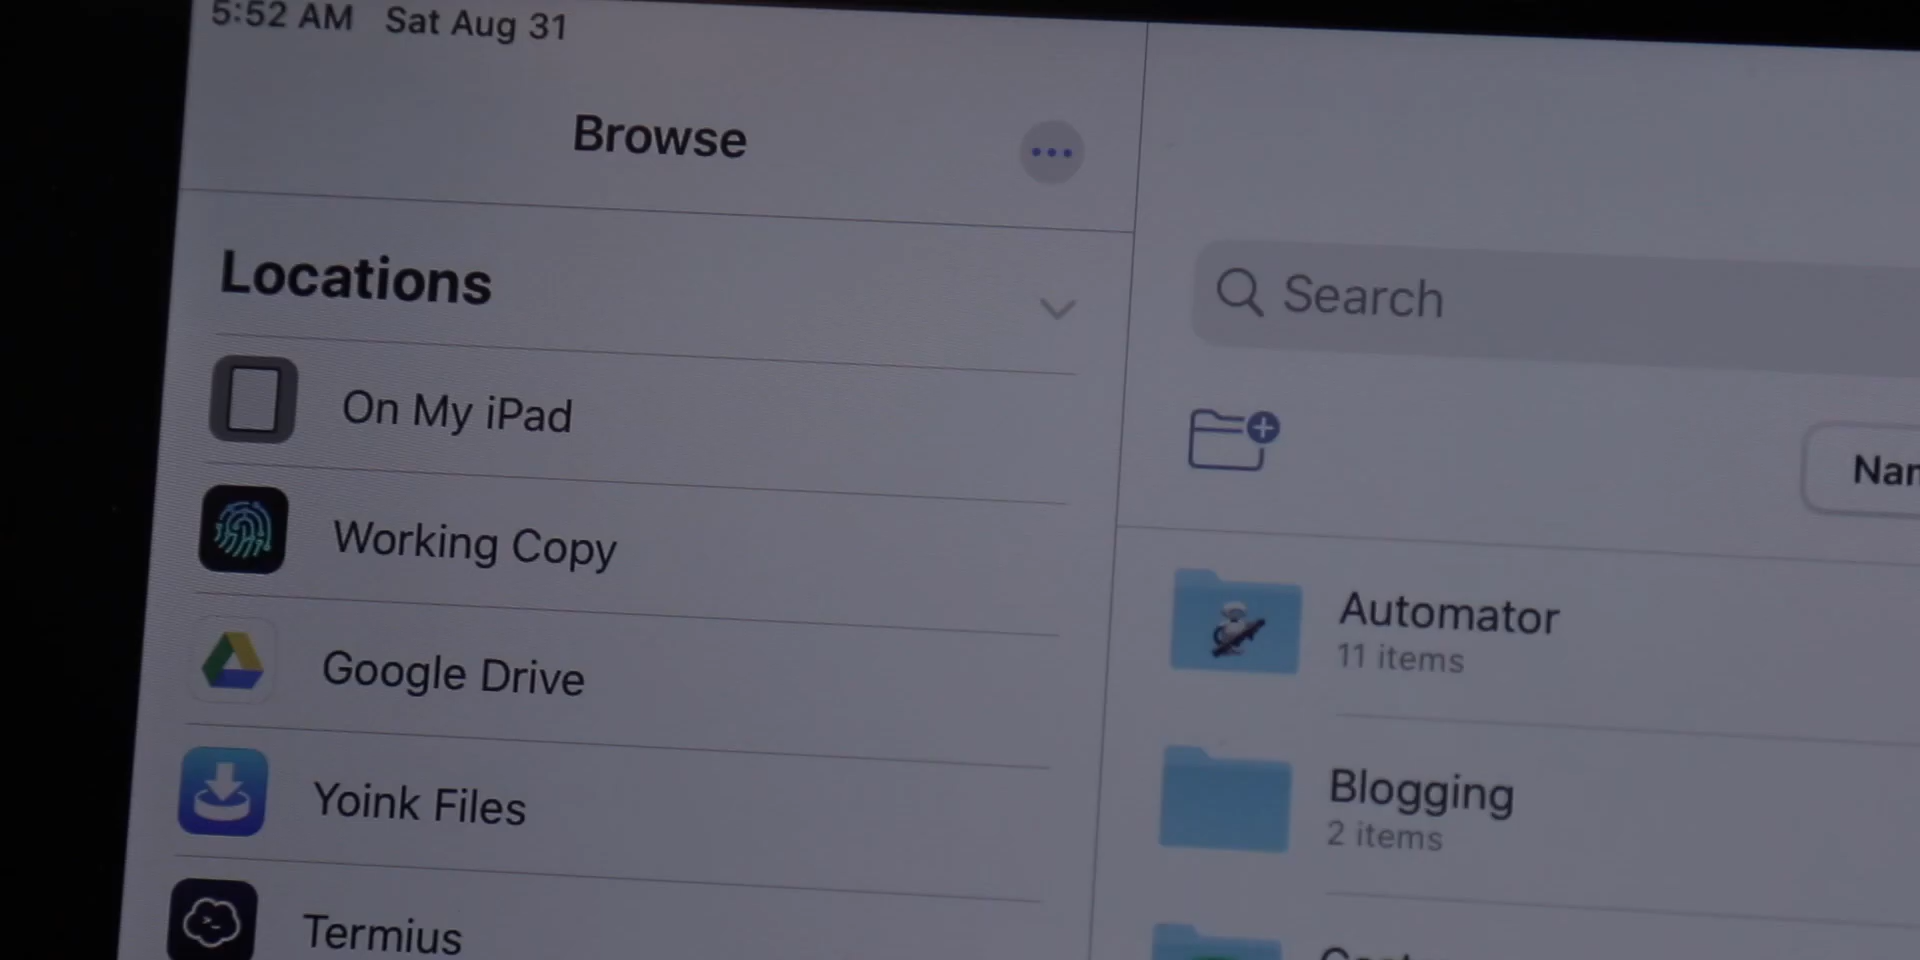 5:52 AM Sat Aug 31
Browse
Locations
On My iPad
Working Copy
Google Drive
Yoink Files
Termius
Search
Automator
11 items
Blogging
2 items